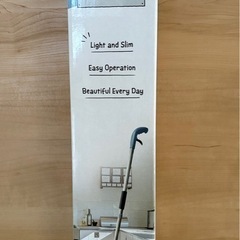 Light and Slim
Easy Operation
Beautiful Every Day